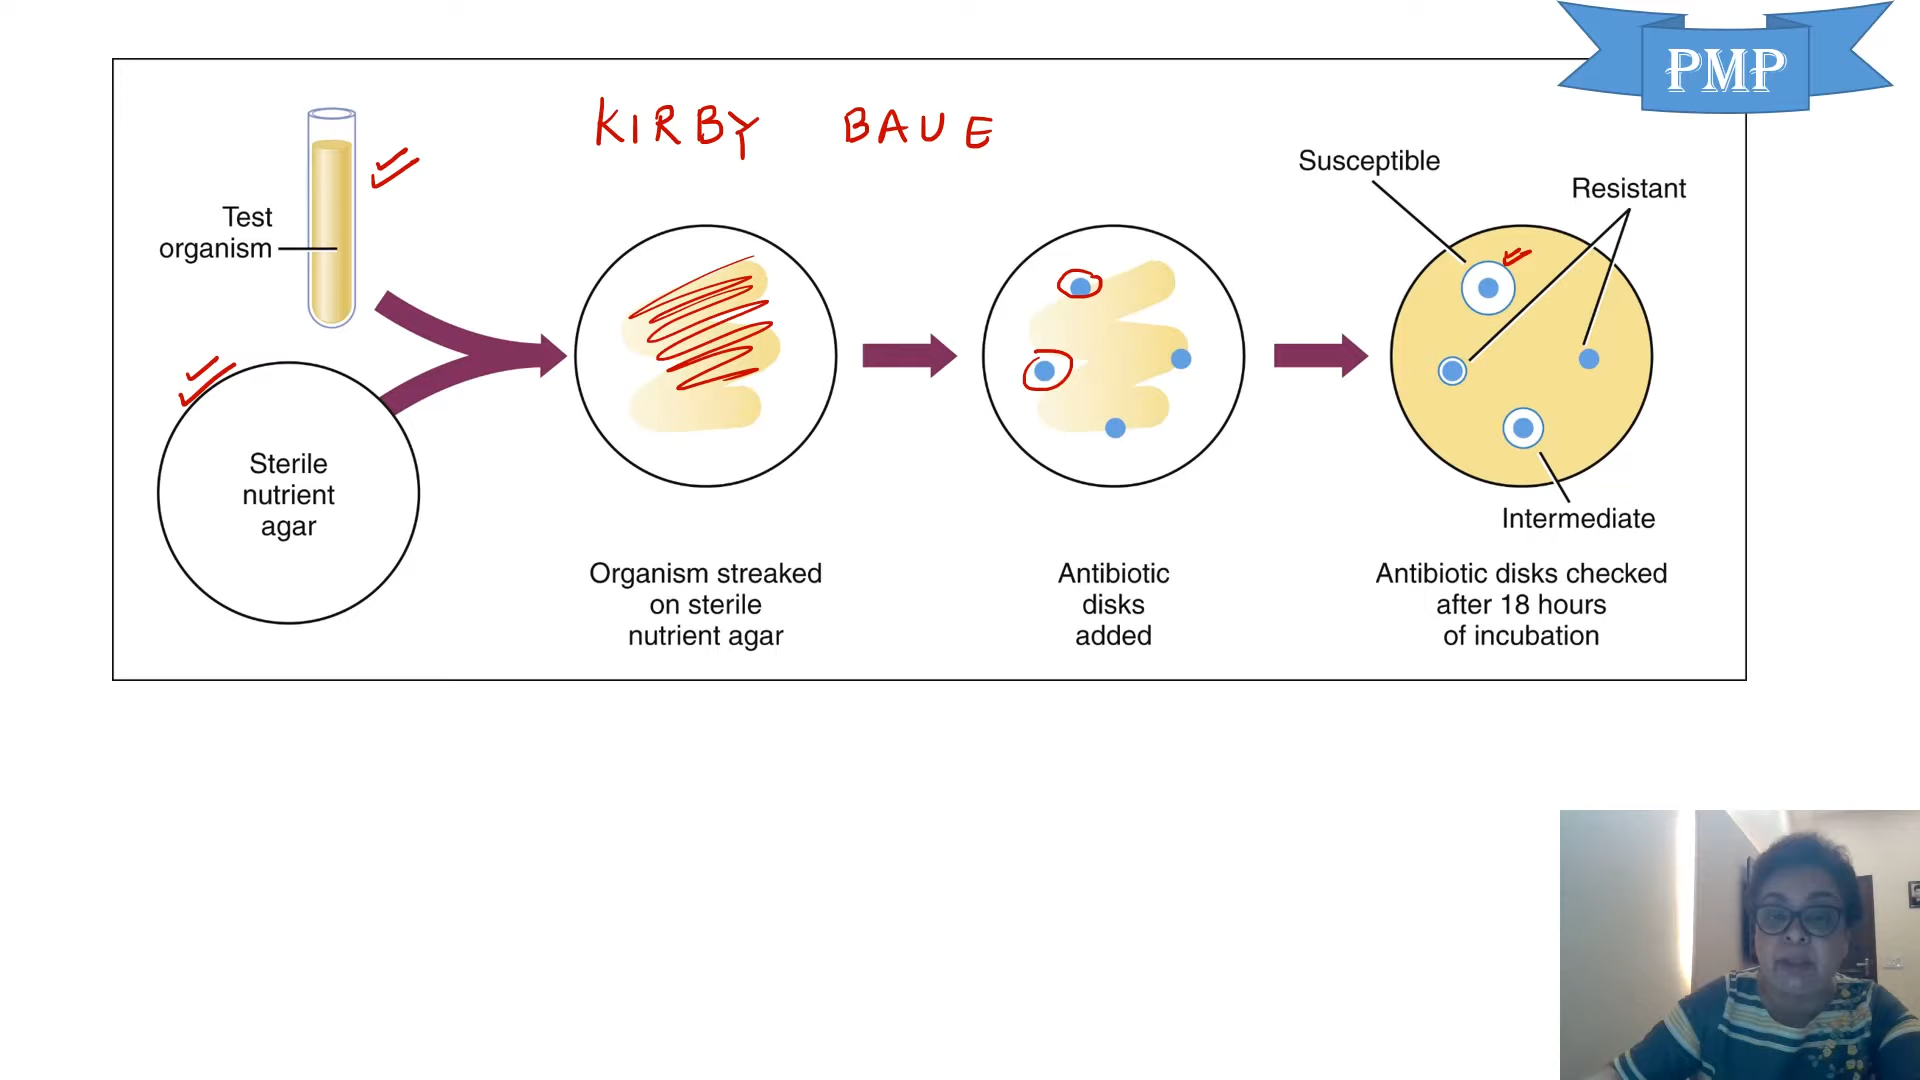 PMP
KIRBY BAUE
Test
organism
Sterile
nutrient
agar
Organism streaked
on sterile
nutrient agar
Antibiotic
disks
added
Susceptible
Resistant
Intermediate
Antibiotic disks checked
after 18 hours
of incubation